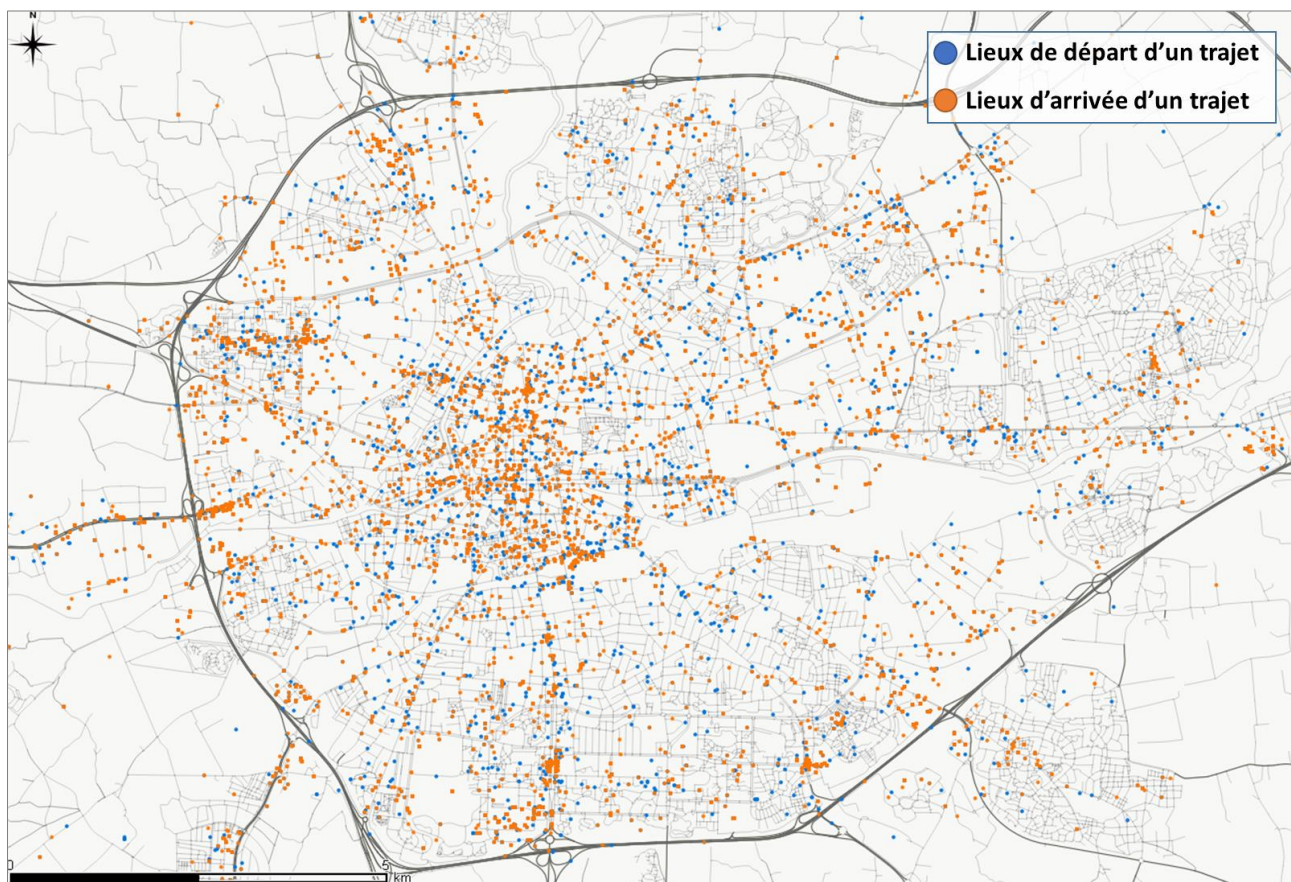 N
Lieux de départ d’un trajet
Lieux d’arrivée d’un trajet
0 5
km